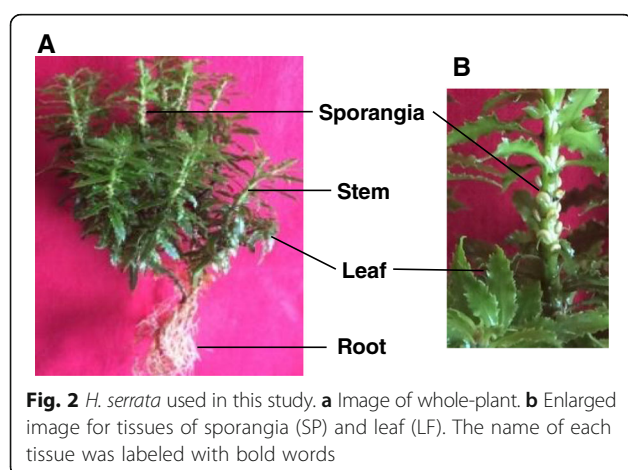 A
B
Sporangia
Stem
Leaf
Root
Fig. 2 H. serrata used in this study. a Image of whole-plant. b Enlarged
image for tissues of sporangia (SP) and leaf (LF). The name of each
tissue was labeled with bold words